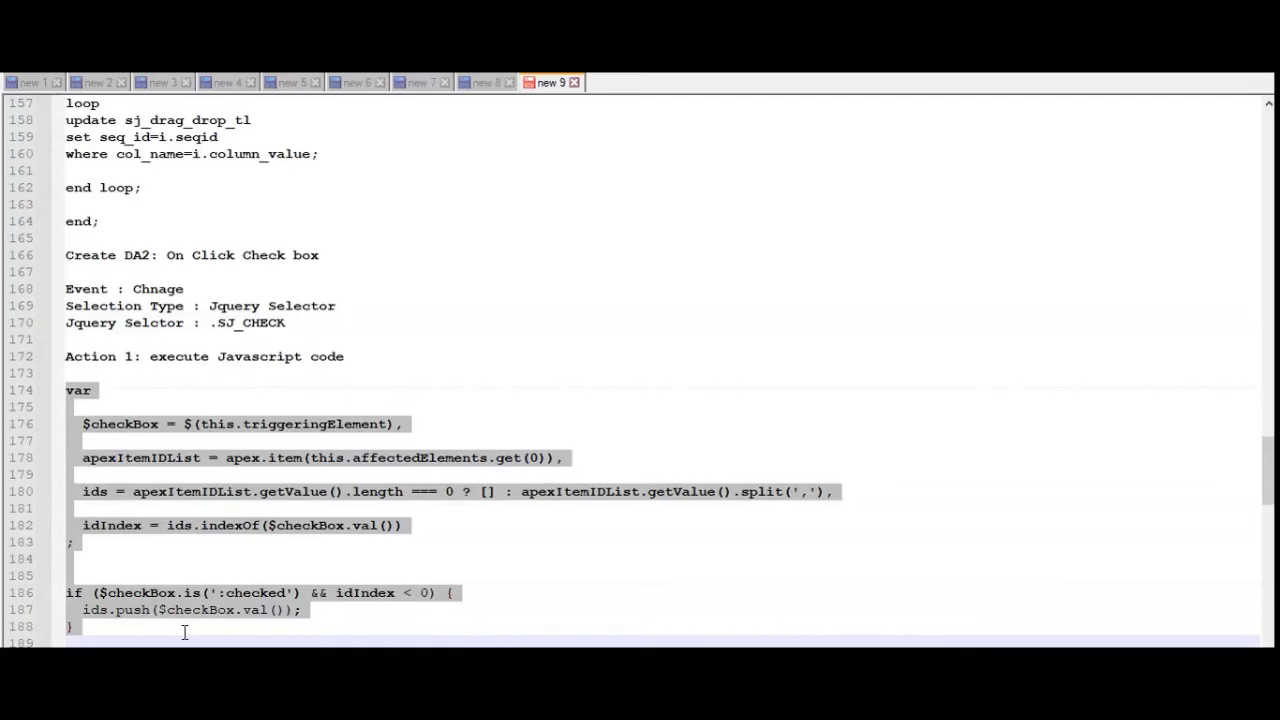 new 1 new 2 new 3 new 4 new 5 new 6 new 7 new 8 new 9
157 loop
158 update sj_drag_drop_tl
159 set seq_id=i.seqid
160 where col_name=i.column_value;
161
162 end loop;
163
164 end;
165
166 Create DA2: On Click Check box
167
168 Event : Chnage
169 Selection Type : Jquery Selector
170 Jquery Selctor : .SJ_CHECK
171
172 Action 1: execute Javascript code
173
174 var
175
176 $checkBox = $(this.triggeringElement),
177
178 apexItemIDList = apex.item(this.affectedElements.get(0)),
179
180 ids = apexItemIDList.getValue().length === 0 ? [] : apexItemIDList.getValue().split(','),
181
182 idIndex = ids.indexOf($checkBox.val())
183 ;
184
185
186 if ($checkBox.is(':checked') && idIndex < 0) {
187 ids.push($checkBox.val());
188 }
189